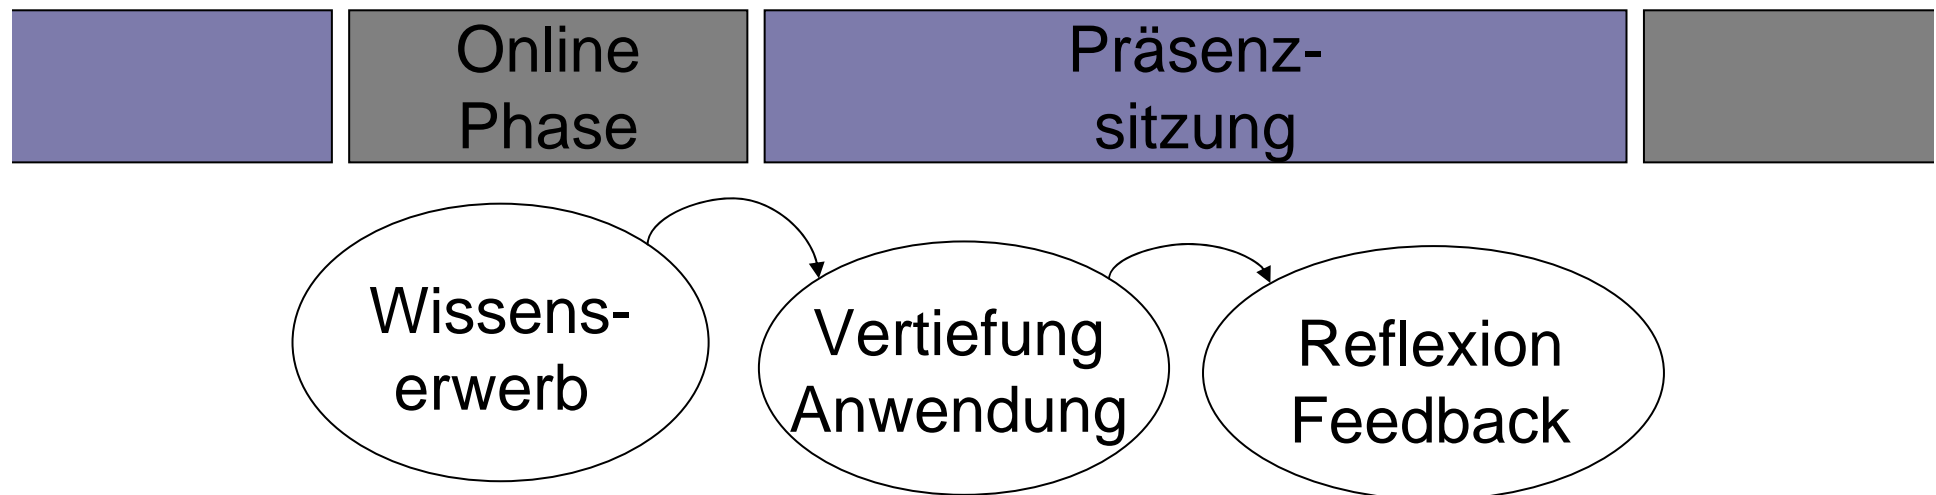 Online
Phase
Präsenz-
sitzung
Wissens-
erwerb
Vertiefung
Anwendung
Reflexion
Feedback